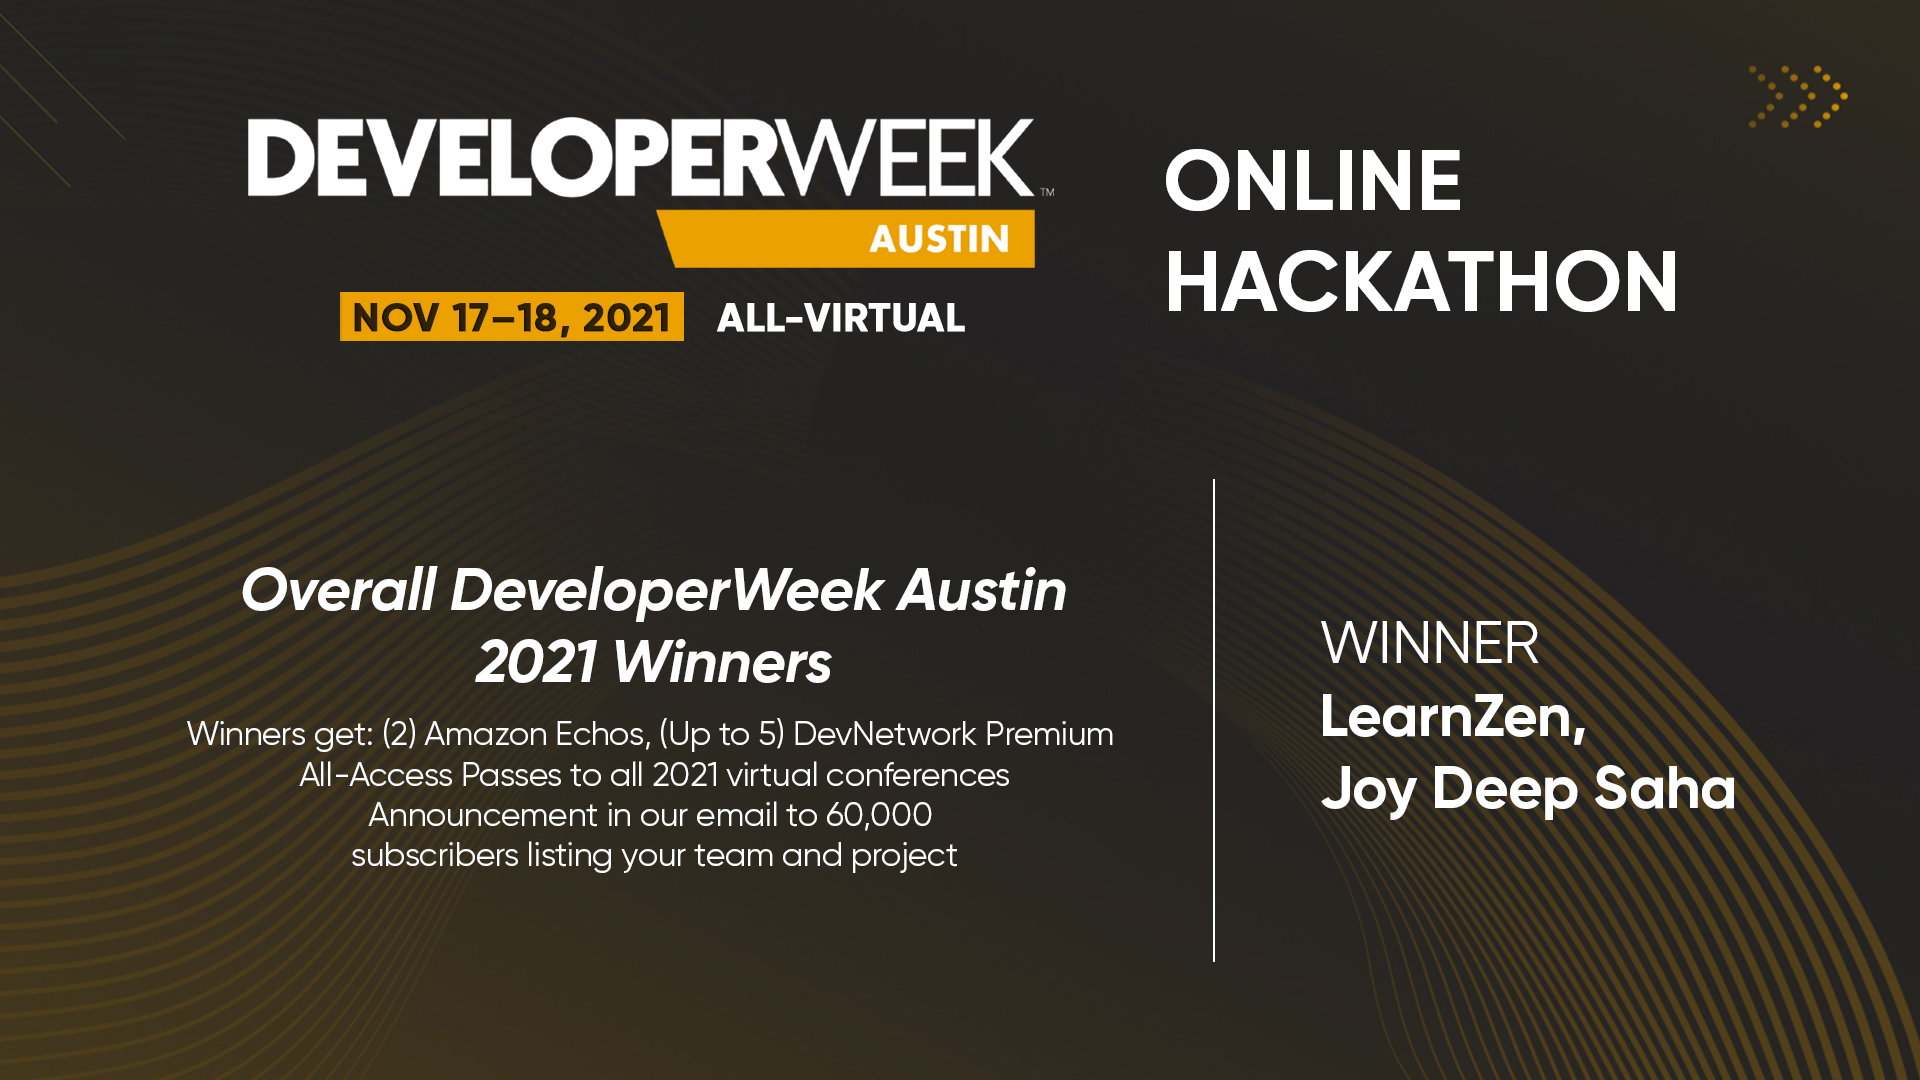 DEVELOPERWEEK™
AUSTIN
NOV 17–18, 2021 ALL-VIRTUAL
ONLINE
HACKATHON
Overall DeveloperWeek Austin
2021 Winners
Winners get: (2) Amazon Echos, (Up to 5) DevNetwork Premium
All-Access Passes to all 2021 virtual conferences
Announcement in our email to 60,000
subscribers listing your team and project
WINNER
LearnZen,
Joy Deep Saha